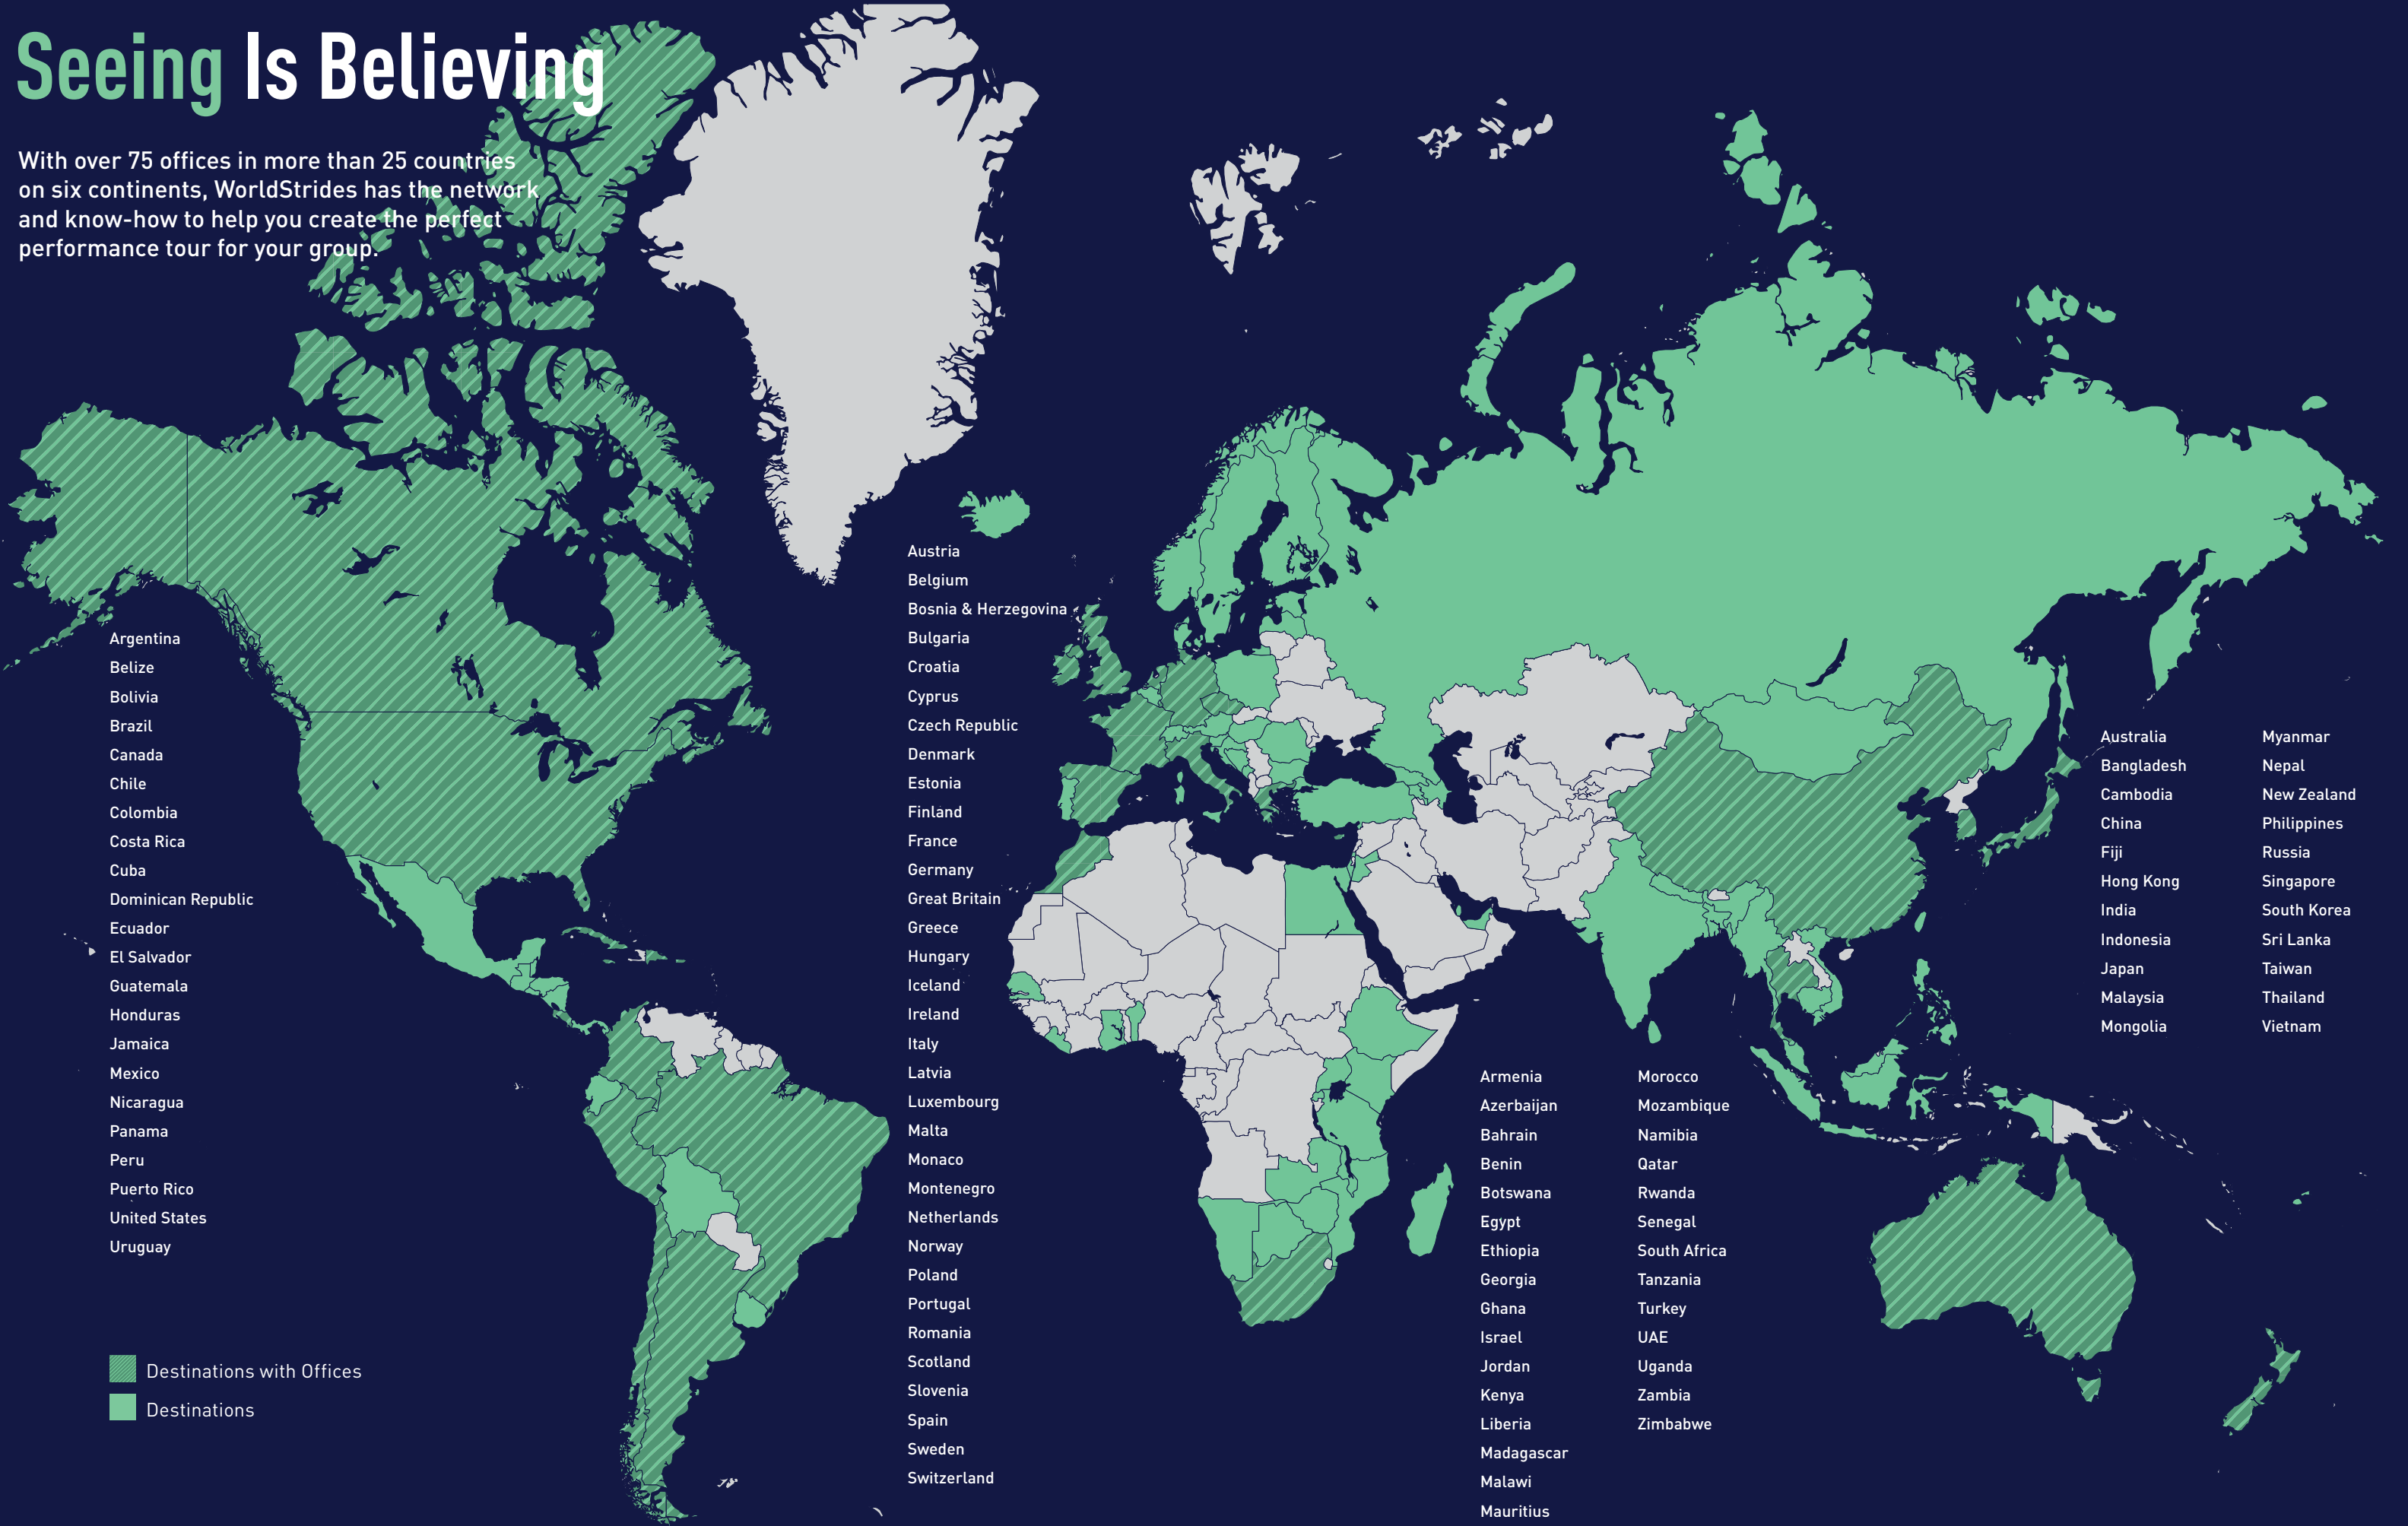 Seeing Is Believing
With over 75 offices in more than 25 countries
on six continents, WorldStrides has the network
and know-how to help you create the perfect
performance tour for your group.
Argentina
Belize
Bolivia
Brazil
Canada
Chile
Colombia
Costa Rica
Cuba
Dominican Republic
Ecuador
El Salvador
Guatemala
Honduras
Jamaica
Mexico
Nicaragua
Panama
Peru
Puerto Rico
United States
Uruguay
Destinations with Offices
Destinations
Austria
Belgium
Bosnia & Herzegovina
Bulgaria
Croatia
Cyprus
Czech Republic
Denmark
Estonia
Finland
France
Germany
Great Britain
Greece
Hungary
Iceland
Ireland
Italy
Latvia
Luxembourg
Malta
Monaco
Montenegro
Netherlands
Norway
Poland
Portugal
Romania
Scotland
Slovenia
Spain
Sweden
Switzerland
Armenia
Azerbaijan
Bahrain
Benin
Botswana
Egypt
Ethiopia
Georgia
Ghana
Israel
Jordan
Kenya
Liberia
Madagascar
Malawi
Mauritius
Morocco
Mozambique
Namibia
Qatar
Rwanda
Senegal
South Africa
Tanzania
Turkey
UAE
Uganda
Zambia
Zimbabwe
Australia
Bangladesh
Cambodia
China
Fiji
Hong Kong
India
Indonesia
Japan
Malaysia
Mongolia
Myanmar
Nepal
New Zealand
Philippines
Russia
Singapore
South Korea
Sri Lanka
Taiwan
Thailand
Vietnam